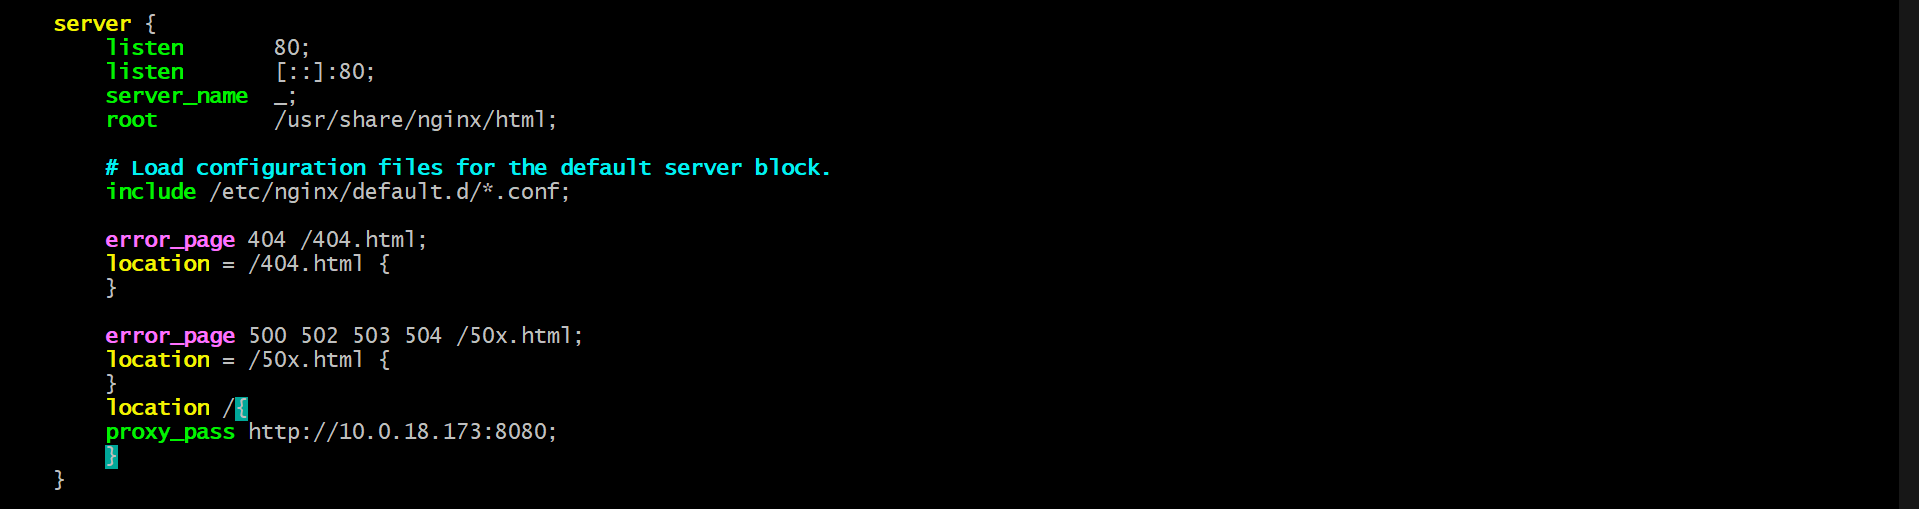 server {
listen 80;
listen [::]:80;
server_name _;
root /usr/share/nginx/html;
# Load configuration files for the default server block.
include /etc/nginx/default.d/*.conf;
error_page 404 /404.html;
location = /404.html {
}
error_page 500 502 503 504 /50x.html;
location = /50x.html {
}
location /{
proxy_pass http://10.0.18.173:8080;
}
}